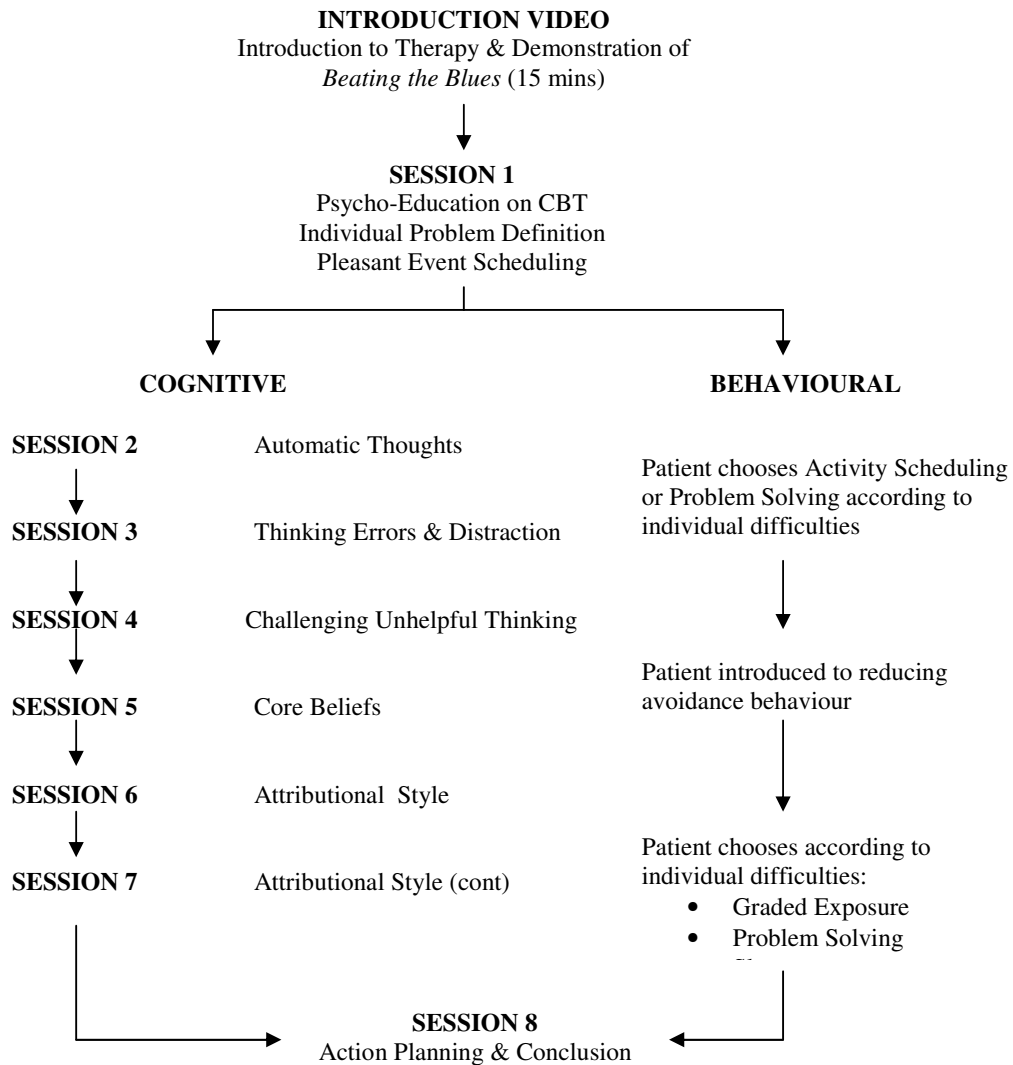 INTRODUCTION VIDEO
Introduction to Therapy & Demonstration of
Beating the Blues (15 mins)
SESSION 1
Psycho-Education on CBT
Individual Problem Definition
Pleasant Event Scheduling
COGNITIVE
BEHAVIOURAL
SESSION 2 Automatic Thoughts
SESSION 3 Thinking Errors & Distraction
SESSION 4 Challenging Unhelpful Thinking
SESSION 5 Core Beliefs
SESSION 6 Attributional Style
SESSION 7 Attributional Style (cont)
Patient chooses Activity Scheduling
or Problem Solving according to
individual difficulties
Patient introduced to reducing
avoidance behaviour
Patient chooses according to
individual difficulties:
• Graded Exposure
• Problem Solving
SESSION 8
Action Planning & Conclusion